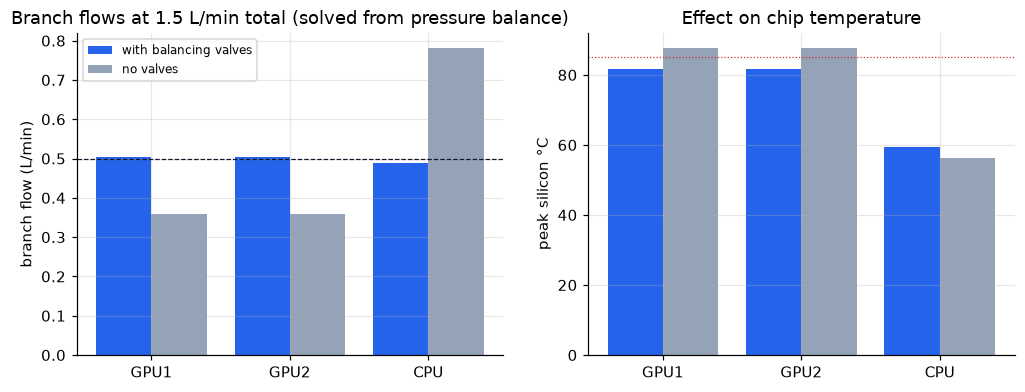 Branch flows at 1.5 L/min total (solved from pressure balance)
with balancing valves
no valves
branch flow (L/min)
0.8
0.7
0.6
0.5
0.4
0.3
0.2
0.1
0.0
GPU1
GPU2
CPU
Effect on chip temperature
peak silicon °C
80
60
40
20
0
GPU1
GPU2
CPU